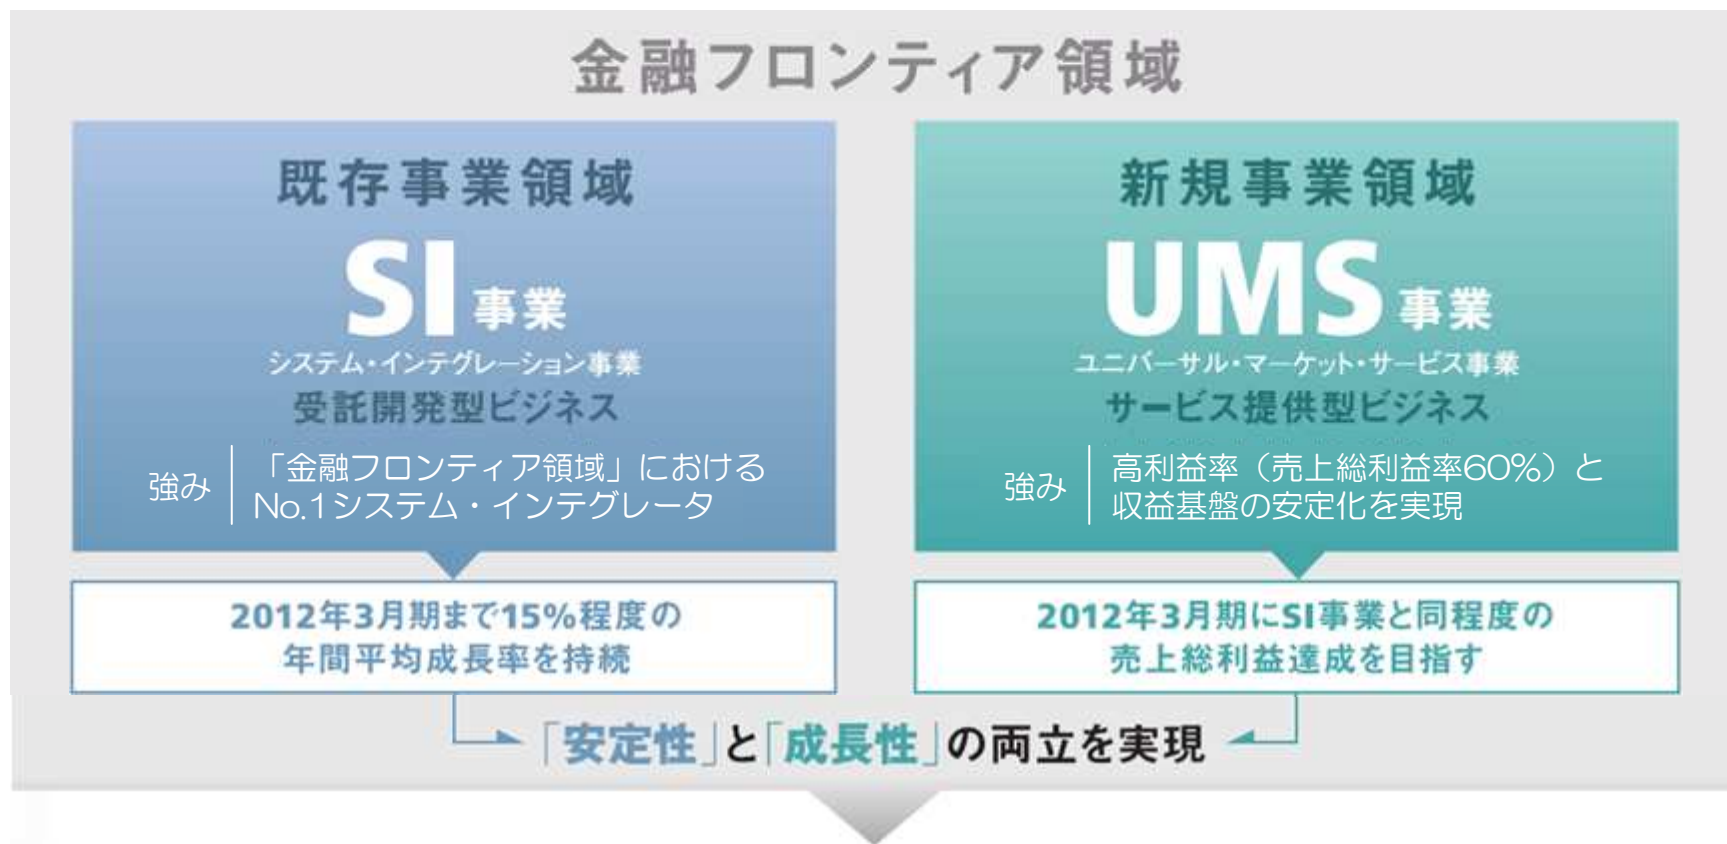 金融フロンティア領域
既存事業領域
SI事業
システム・インテグレーション事業
受託開発型ビジネス
強み
「金融フロンティア領域」における
No.1システム・インテグレータ
2012年3月期まで15%程度の
年間平均成長率を持続
新規事業領域
UMS事業
ユニバーサル・マーケット・サービス事業
サービス提供型ビジネス
強み
高利益率（売上総利益率60%）と
収益基盤の安定化を実現
2012年3月期にSI事業と同程度の
売上総利益達成を目指す
「安定性」と「成長性」の両立を実現